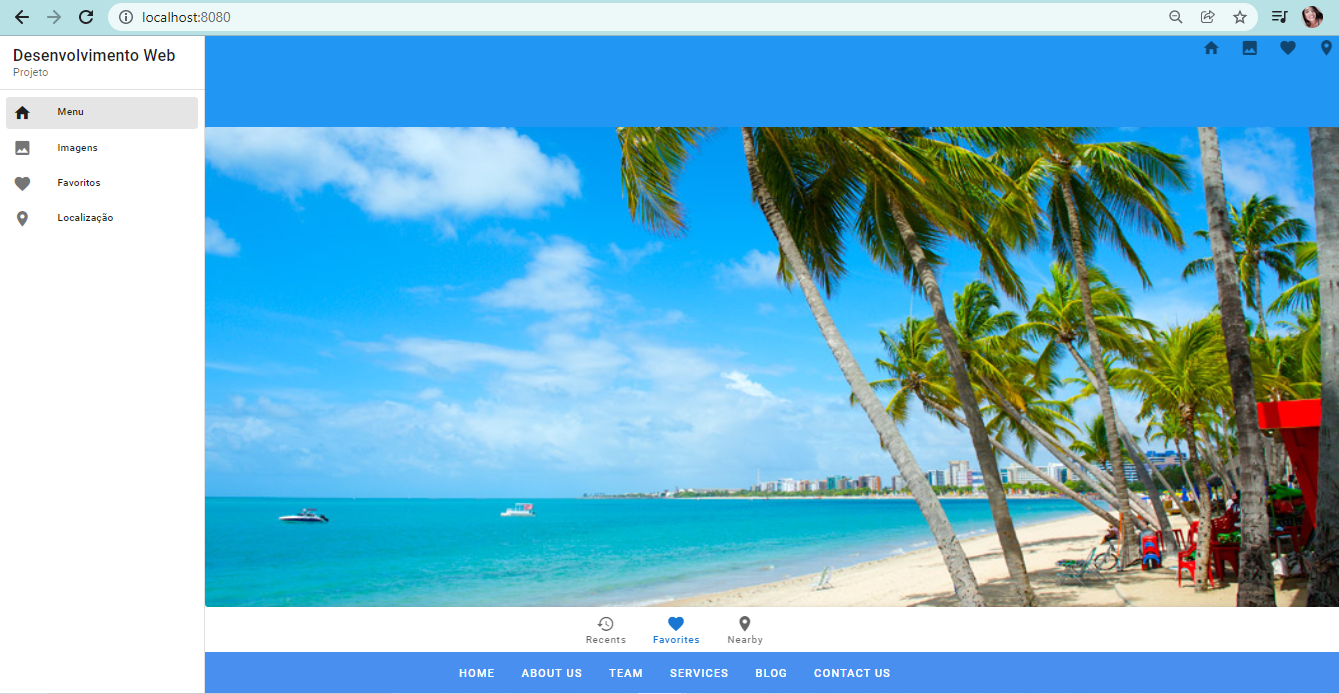 localhost:8080
Desenvolvimento Web
Projeto
Menu
Imagens
Favoritos
Localização
Recents Favorites Nearby
HOME ABOUT US TEAM SERVICES BLOG CONTACT US